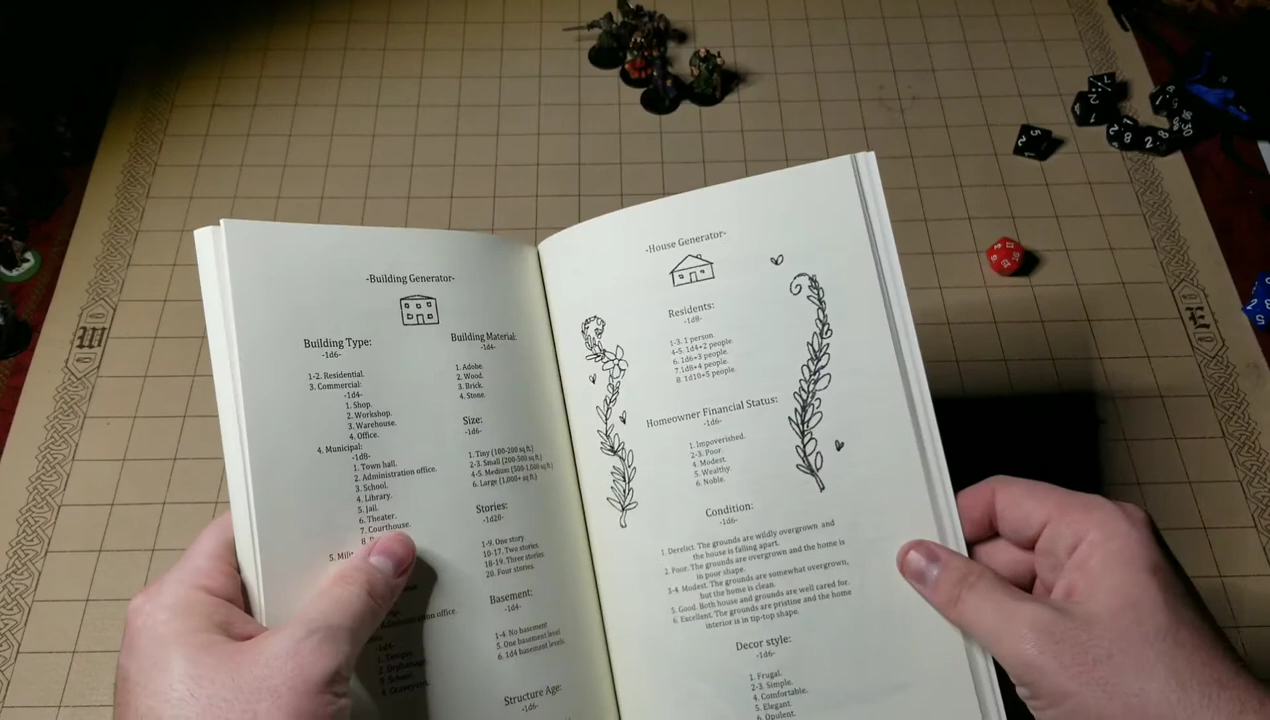 -Building Generator-
Building Type:
-1d6-
1-2. Residential.
3. Commercial:
-1d4-
1. Shop.
2. Workshop.
3. Warehouse.
4. Office.
4. Municipal:
-1d8-
1. Town hall.
2. Administration office.
3. School.
4. Library.
5. Jail.
6. Theater.
7. Courthouse.
8.
5.
office.
-1d4-
1. Temple.
2. Orphanage.
3. School.
4. Graveyard.
Building Material:
-1d4-
1. Adobe.
2. Wood.
3. Brick.
4. Stone.
Size:
-1d6-
1. Tiny (100-200 sq ft)
2-3. Small (200-500 sq ft)
4-5. Medium (500-1,000 sq ft)
6. Large (1,000+ sq ft)
Stories:
-1d20-
1-9. One story
10-17. Two stories.
18-19. Three stories.
20. Four stories.
Basement:
-1d4-
1-4. No basement
5. One basement level
6. 1d4 basement levels.
Structure Age:
-1d6-
-House Generator-
Residents:
-1d8-
1-3. 1 person.
4-5. 1d4+2 people.
6. 1d6+3 people.
7.1d8+4 people.
8. 1d10+5 people.
Homeowner Financial Status:
-1d6-
1. Impoverished.
2-3. Poor.
4. Modest.
5. Wealthy.
6. Noble.
Condition:
-1d6-
1. Derelict. The grounds are wildly overgrown and
the house is falling apart.
2. Poor. The grounds are overgrown and the home is
in poor shape.
3-4. Modest. The grounds are somewhat overgrown,
but the home is clean.
5. Good. Both house and grounds are well cared for.
6. Excellent. The grounds are pristine and the home
interior is in tip-top shape.
Decor style:
-1d6-
1. Frugal.
2-3. Simple.
4. Comfortable.
5. Elegant.
6. Opulent.